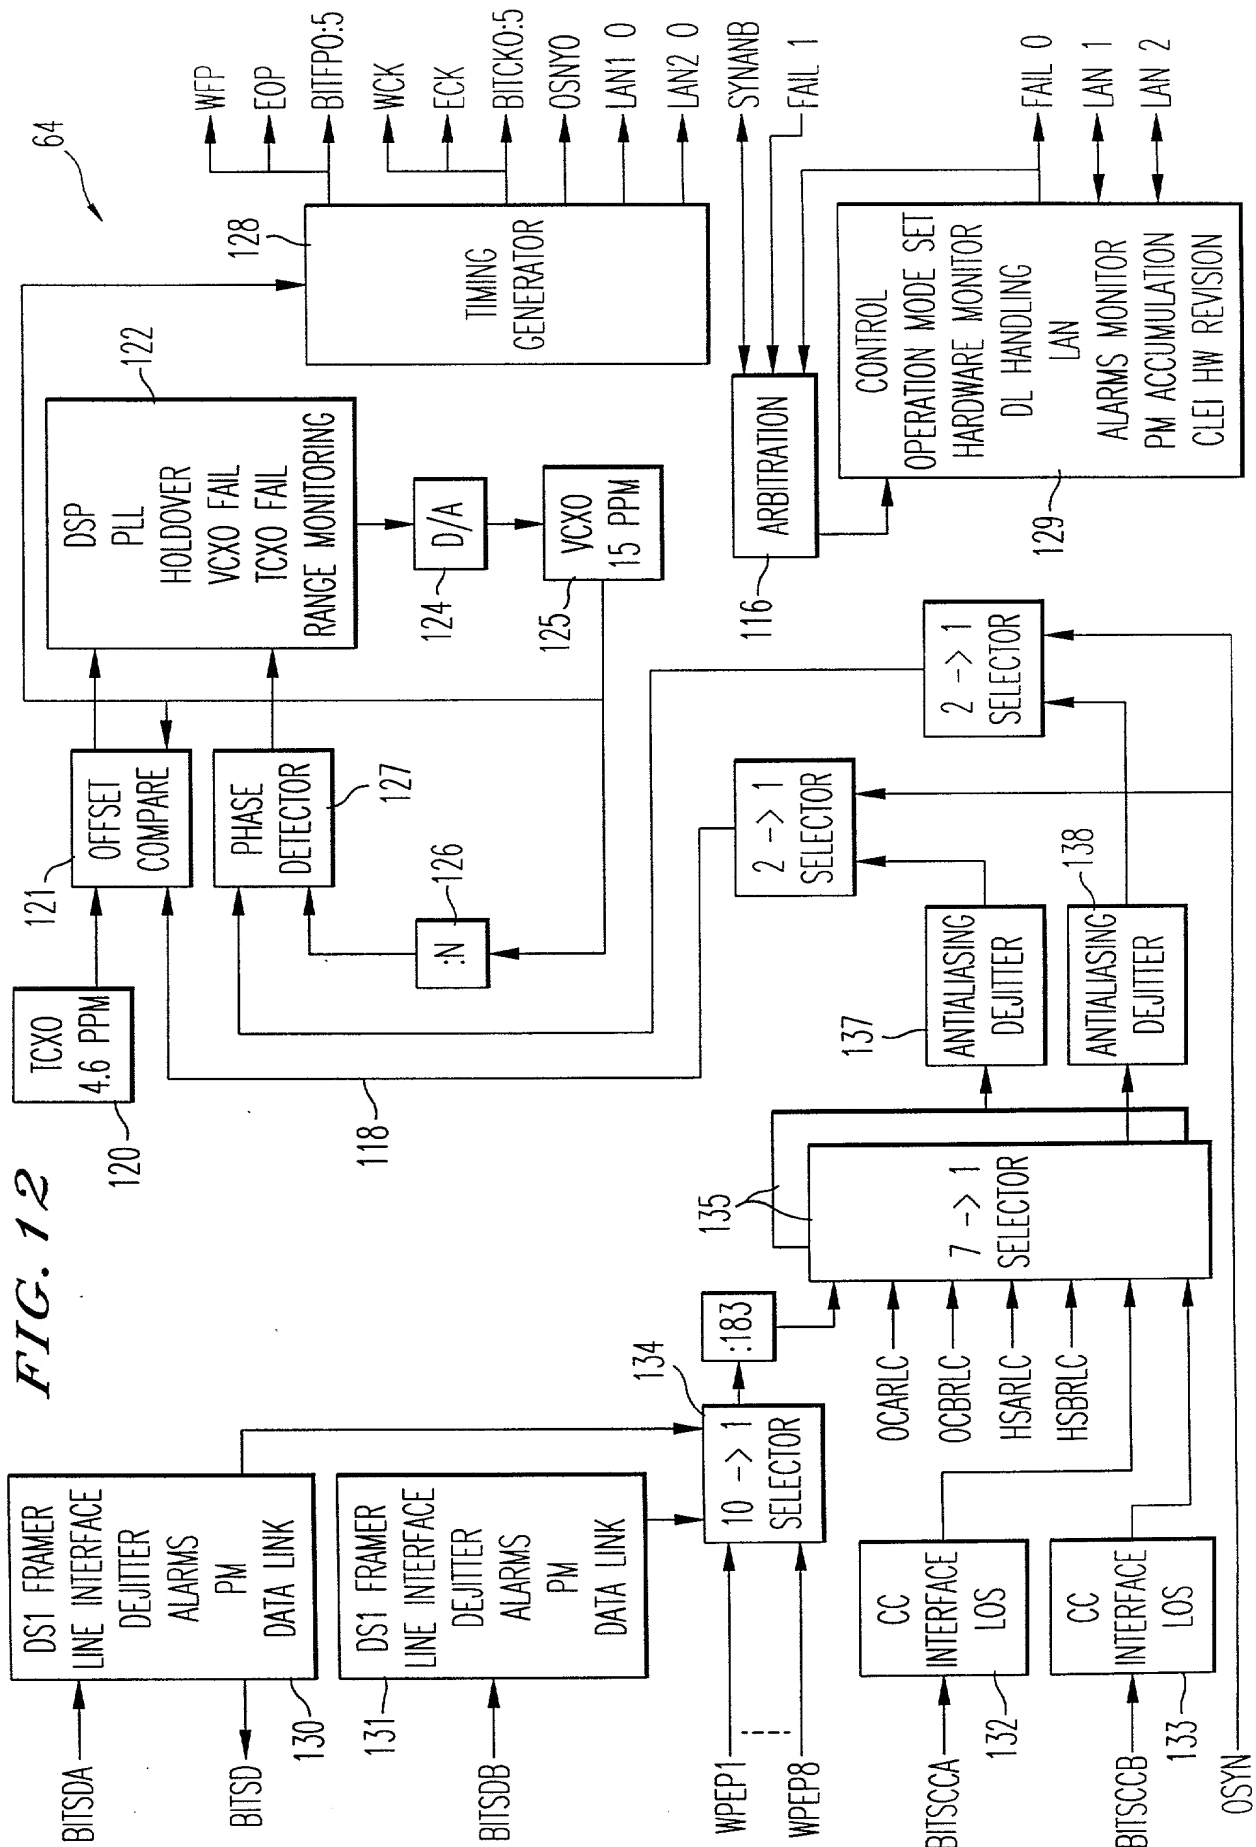 FIG. 12
64
BITSDA
BITSD
DS1 FRAMER
LINE INTERFACE
DEJITTER
ALARMS
PM
DATA LINK
130
BITSDB
DS1 FRAMER
LINE INTERFACE
DEJITTER
ALARMS
PM
DATA LINK
131
WPEP1
WPEP8
10 -> 1
SELECTOR
134
:183
OCARLC
OCBRLC
HSARLC
HSBRLC
7 -> 1
SELECTOR
135
BITSCCA
CC
INTERFACE
LOS
132
BITSCCB
CC
INTERFACE
LOS
133
OSYN
ANTIALIASING
DEJITTER
137
ANTIALIASING
DEJITTER
138
2 -> 1
SELECTOR
2 -> 1
SELECTOR
118
TCXO
4.6 PPM
120
OFFSET
COMPARE
121
PHASE
DETECTOR
127
:N
126
DSP
PLL
HOLDOVER
VCXO FAIL
TCXO FAIL
RANGE MONITORING
122
D/A
124
VCXO
15 PPM
125
TIMING
GENERATOR
128
WFP
EOP
BITFP0:5
WCK
ECK
BITCK0:5
OSNYO
LAN1 O
LAN2 O
SYNANB
FAIL 1
ARBITRATION
116
CONTROL
OPERATION MODE SET
HARDWARE MONITOR
DL HANDLING
LAN
ALARMS MONITOR
PM ACCUMULATION
CLEI HW REVISION
129
FAIL O
LAN 1
LAN 2